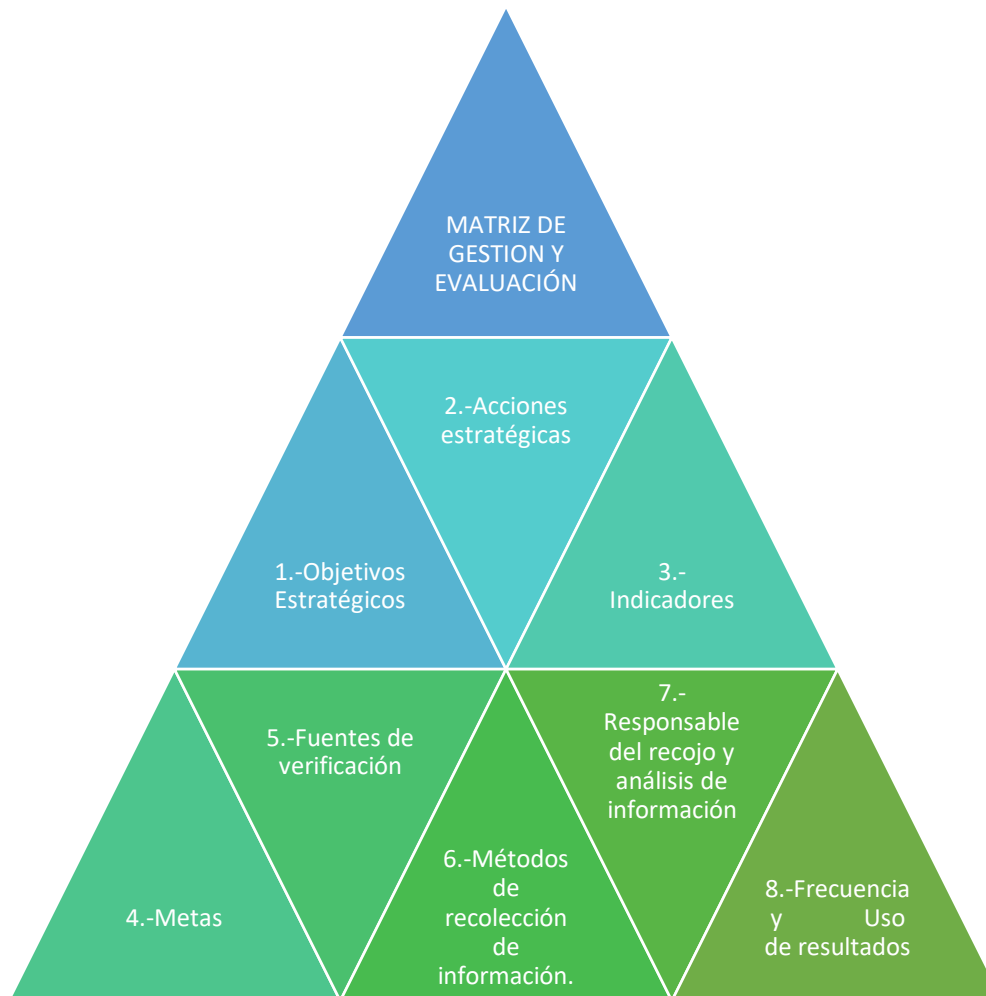 MATRIZ DE
GESTION Y
EVALUACIÓN
2.-Acciones
estratégicas
1.-Objetivos
Estratégicos
3.-
Indicadores
4.-Metas
5.-Fuentes de
verificación
6.-Métodos
de
recolección
de
información.
7.-
Responsable
del recojo y
análisis de
información
8.-Frecuencia
y Uso
de resultados